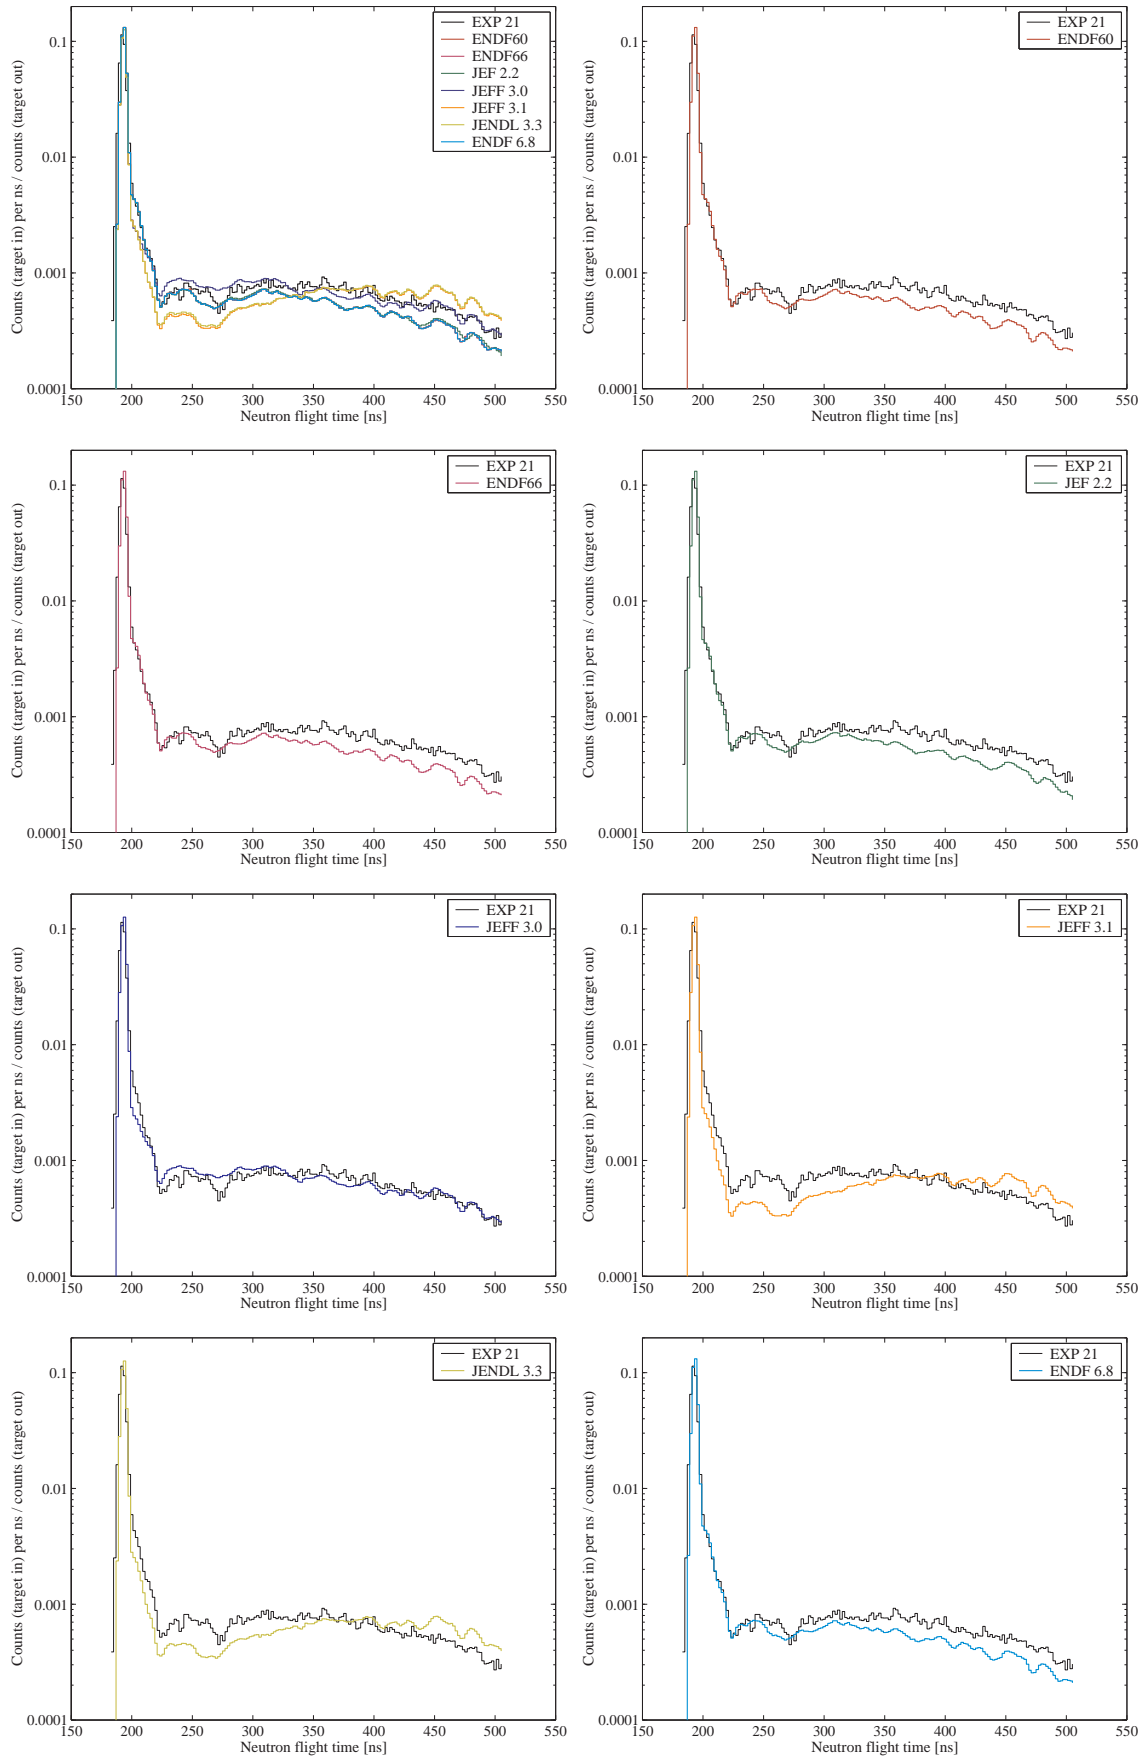 EXP 21
ENDF60
ENDF66
JEF 2.2
JEFF 3.0
JEFF 3.1
JENDL 3.3
ENDF 6.8
0.1
0.01
0.001
0.0001
150 200 250 300 350 400 450 500 550
Neutron flight time [ns]
Counts (target in) per ns / counts (target out)
EXP 21
ENDF60
0.1
0.01
0.001
0.0001
150 200 250 300 350 400 450 500 550
Neutron flight time [ns]
Counts (target in) per ns / counts (target out)
EXP 21
ENDF66
0.1
0.01
0.001
0.0001
150 200 250 300 350 400 450 500 550
Neutron flight time [ns]
Counts (target in) per ns / counts (target out)
EXP 21
JEF 2.2
0.1
0.01
0.001
0.0001
150 200 250 300 350 400 450 500 550
Neutron flight time [ns]
Counts (target in) per ns / counts (target out)
EXP 21
JEFF 3.0
0.1
0.01
0.001
0.0001
150 200 250 300 350 400 450 500 550
Neutron flight time [ns]
Counts (target in) per ns / counts (target out)
EXP 21
JEFF 3.1
0.1
0.01
0.001
0.0001
150 200 250 300 350 400 450 500 550
Neutron flight time [ns]
Counts (target in) per ns / counts (target out)
EXP 21
JENDL 3.3
0.1
0.01
0.001
0.0001
150 200 250 300 350 400 450 500 550
Neutron flight time [ns]
Counts (target in) per ns / counts (target out)
EXP 21
ENDF 6.8
0.1
0.01
0.001
0.0001
150 200 250 300 350 400 450 500 550
Neutron flight time [ns]
Counts (target in) per ns / counts (target out)